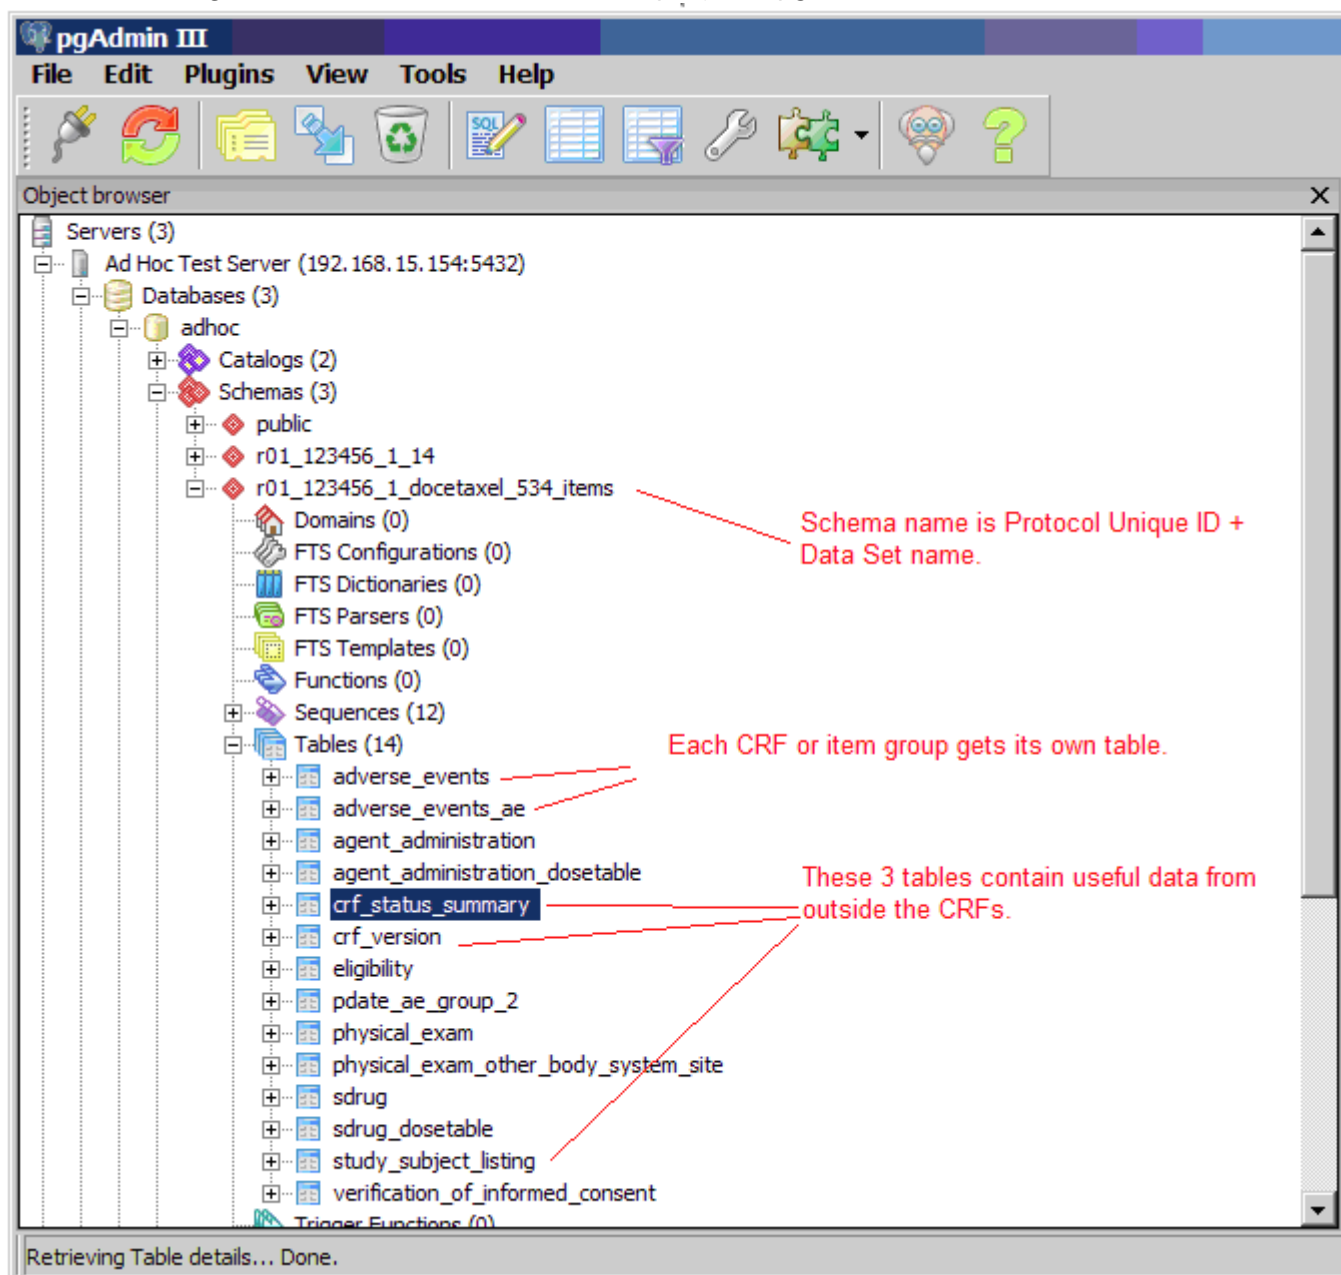 pgAdmin III
File Edit Plugins View Tools Help
SQL
Object browser
Servers (3)
Ad Hoc Test Server (192.168.15.154:5432)
Databases (3)
adhoc
Catalogs (2)
Schemas (3)
public
r01_123456_1_14
r01_123456_1_docetaxel_534_items
Schema name is Protocol Unique ID +
Data Set name.
Domains (0)
FTS Configurations (0)
FTS Dictionaries (0)
FTS Parsers (0)
FTS Templates (0)
Functions (0)
Sequences (12)
Tables (14)
Each CRF or item group gets its own table.
adverse_events
adverse_events_ae
agent_administration
agent_administration_dosetable
These 3 tables contain useful data from
outside the CRFs.
crf_status_summary
crf_version
eligibility
pdate_ae_group_2
physical_exam
physical_exam_other_body_system_site
sdrug
sdrug_dosetable
study_subject_listing
verification_of_informed_consent
Trigger Functions (0)
Retrieving Table details... Done.